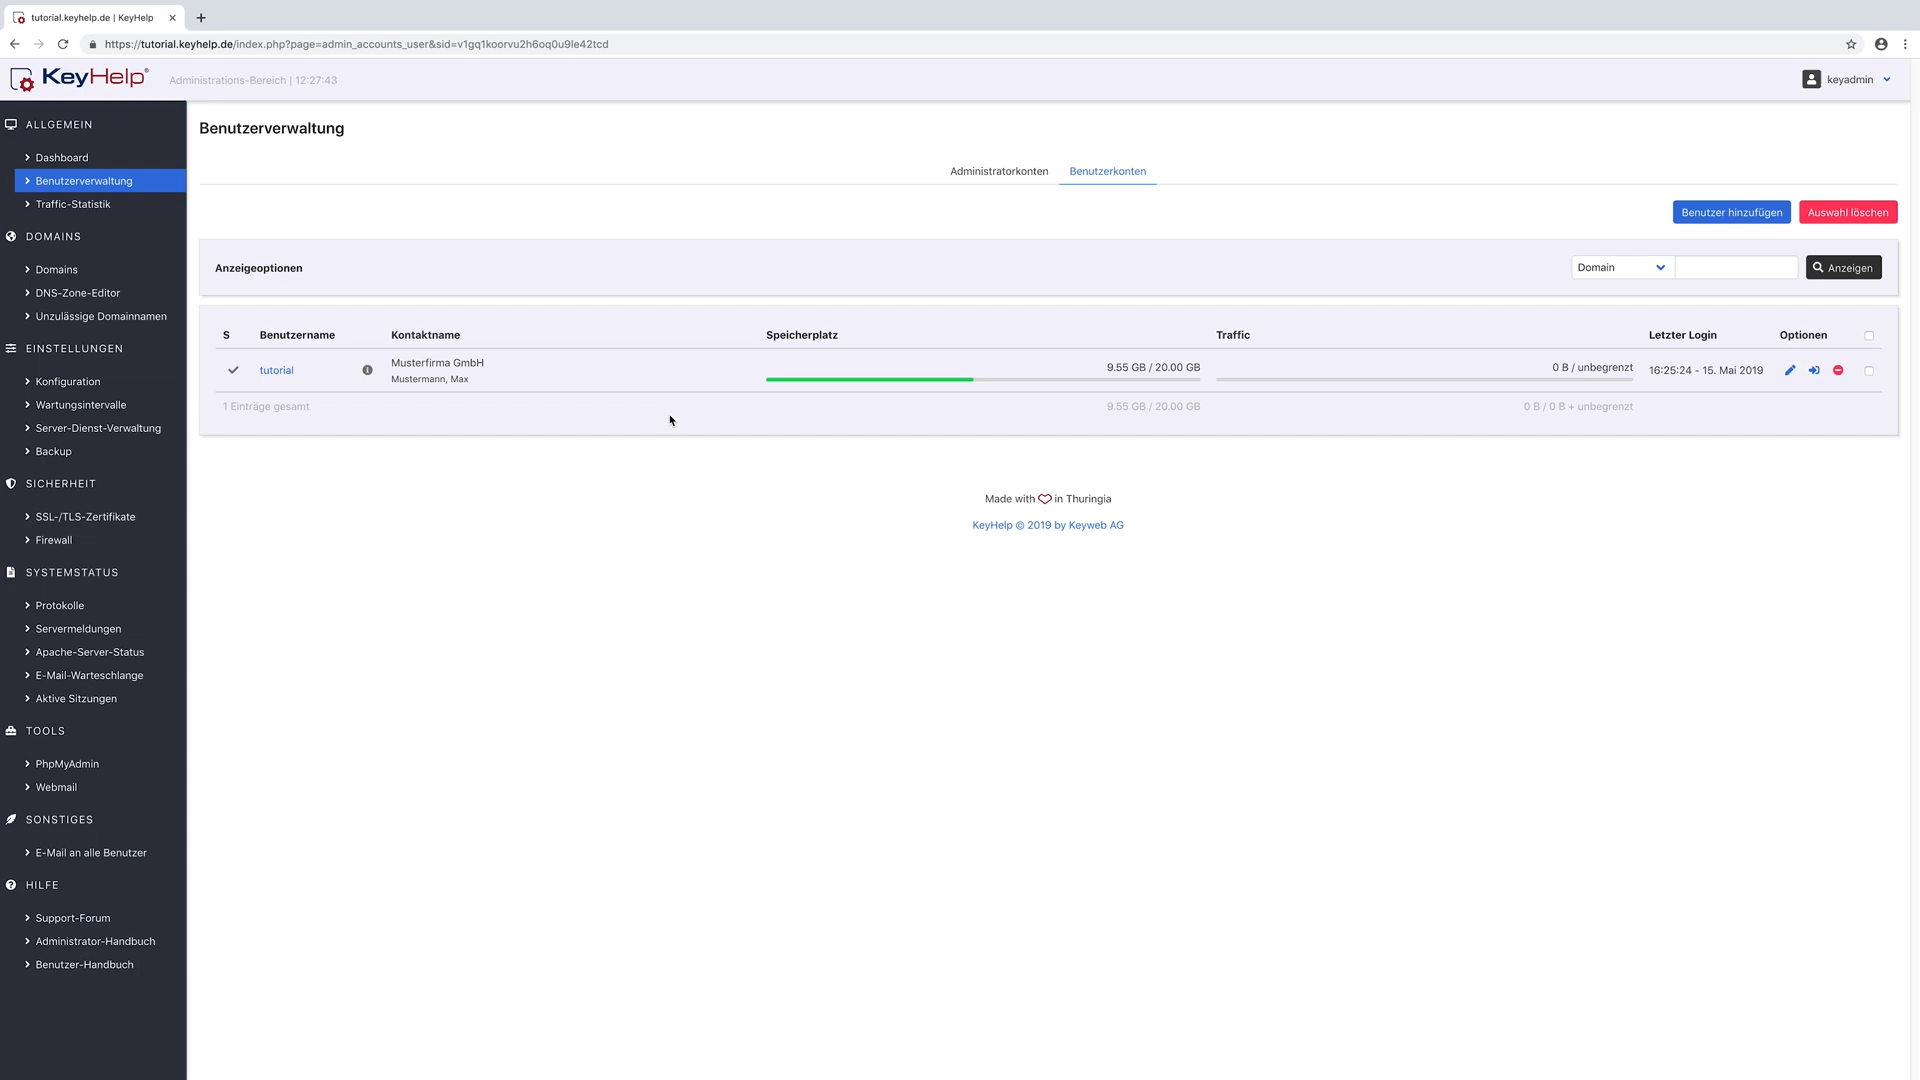 tutorial.keyhelp.de | KeyHelp
https://tutorial.keyhelp.de/index.php?page=admin_accounts_user&sid=v1gq1koorvu2h6oq0u9le42tcd
KeyHelp®
Administrations-Bereich | 12:27:43
keyadmin
ALLGEMEIN
Dashboard
Benutzerverwaltung
Traffic-Statistik
DOMAINS
Domains
DNS-Zone-Editor
Unzulässige Domainnamen
EINSTELLUNGEN
Konfiguration
Wartungsintervalle
Server-Dienst-Verwaltung
Backup
SICHERHEIT
SSL-/TLS-Zertifikate
Firewall
SYSTEMSTATUS
Protokolle
Servermeldungen
Apache-Server-Status
E-Mail-Warteschlange
Aktive Sitzungen
TOOLS
PhpMyAdmin
Webmail
SONSTIGES
E-Mail an alle Benutzer
HILFE
Support-Forum
Administrator-Handbuch
Benutzer-Handbuch
Benutzerverwaltung
Administratorkonten Benutzerkonten
Benutzer hinzufügen Auswahl löschen
Anzeigeoptionen Domain Anzeigen
S Benutzername Kontaktname Speicherplatz Traffic Letzter Login Optionen
tutorial Musterfirma GmbH 9.55 GB / 20.00 GB 0 B / unbegrenzt 16:25:24 - 15. Mai 2019
Mustermann, Max
1 Einträge gesamt 9.55 GB / 20.00 GB 0 B / 0 B + unbegrenzt
Made with in Thuringia
KeyHelp © 2019 by Keyweb AG